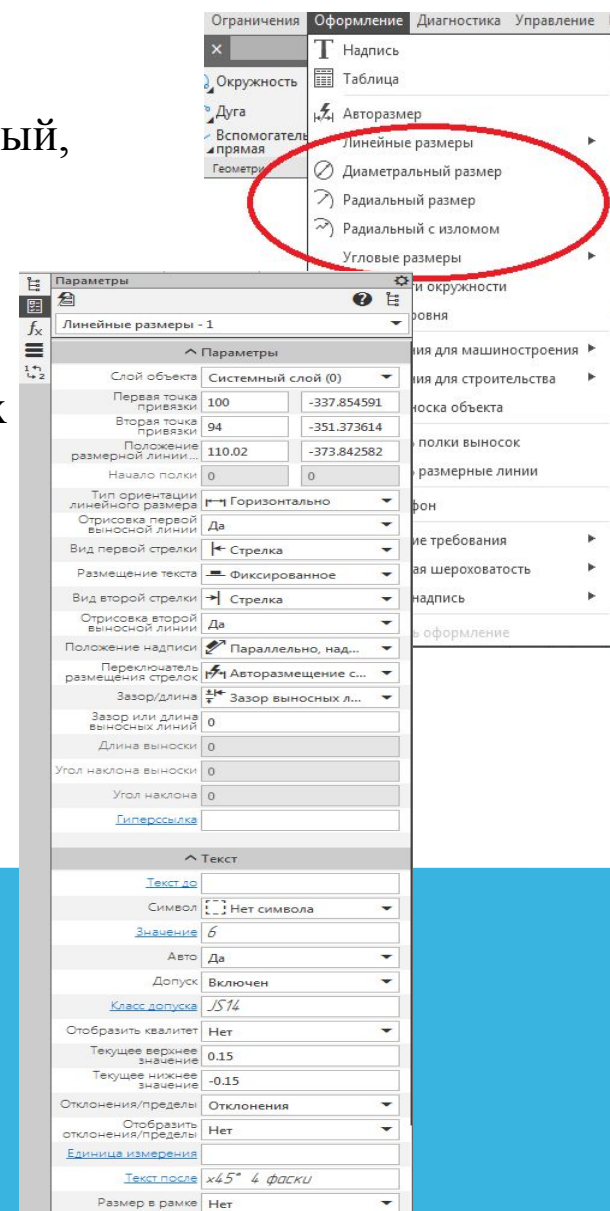 Ограничения Оформление Диагностика Управление
Надпись
Таблица
Окружность
Дуга
Вспомогатель
прямая
Геометри
ый,
Авторазмер
Линейные размеры
Диаметральный размер
Радиальный размер
Радиальный с изломом
Угловые размеры
ти окружности
ровня
ния для машиностроения
ния для строительства
носка объекта
полки выносок
размерные линии
фон
ие требования
ая шероховатость
надпись
ь оформление
к
Параметры
Линейные размеры - 1
Параметры
Слой объекта Системный слой (0)
Первая точка
привязки 100 -337.854591
Вторая точка
привязки 94 -351.373614
Положение
размерной линии... 110.02 -373.842582
Начало полки 0 0
Тип ориентации
линейного размера Горизонтально
Отрисовка первой
выносной линии Да
Вид первой стрелки Стрелка
Размещение текста Фиксированное
Вид второй стрелки Стрелка
Отрисовка второй
выносной линии Да
Положение надписи Параллельно, над...
Переключатель
размещения стрелок Авторазмещение с...
Зазор/длина Зазор выносных л...
Зазор или длина
выносных линий 0
Длина выноски 0
Угол наклона выноски 0
Угол наклона 0
Гиперссылка
Текст
Текст до
Символ Нет символа
Значение 6
Авто Да
Допуск Включен
Класс допуска JS14
Отобразить квалитет Нет
Текущее верхнее
значение 0.15
Текущее нижнее
значение -0.15
Отклонения/пределы Отклонения
Отобразить
отклонения/пределы Нет
Единица измерения
Текст после x45° 4 фаски
Размер в рамке Нет